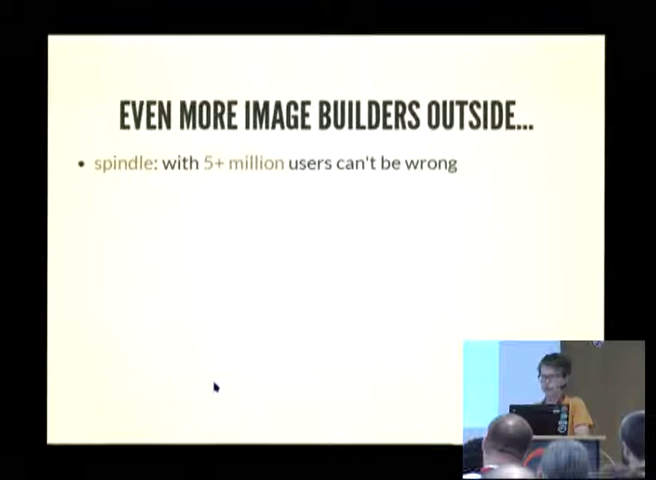 EVEN MORE IMAGE BUILDERS OUTSIDE...
• spindle: with 5+ million users can't be wrong